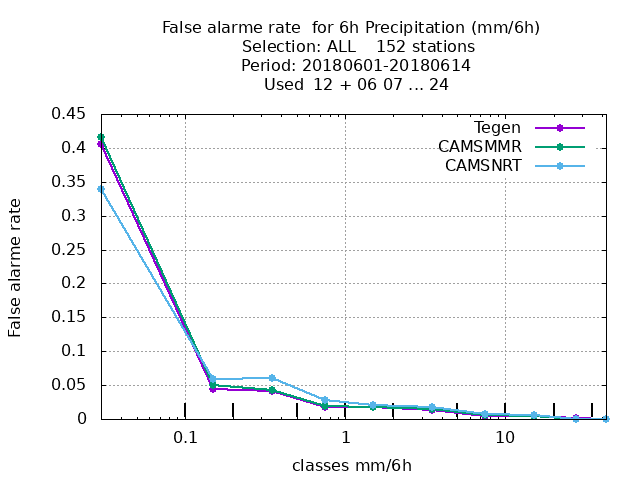 False alarme rate  for 6h Precipitation (mm/6h)
Selection: ALL    152 stations
Period: 20180601-20180614
Used  12 + 06 07 ... 24
Tegen
CAMSMMR
CAMSNRT
False alarme rate
0.45
0.4
0.35
0.3
0.25
0.2
0.15
0.1
0.05
0
0.1 1 10
classes mm/6h